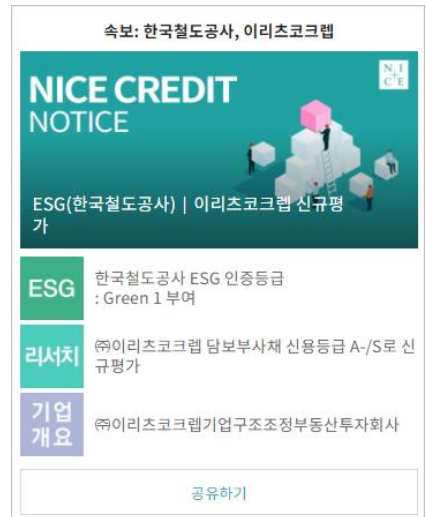 속보: 한국철도공사, 이리츠코크렙
NICE CREDIT
NOTICE
N I
C E
ESG(한국철도공사) | 이리츠코크렙 신규평
가
ESG
한국철도공사 ESG 인증등급
: Green 1 부여
리서치
㈜이리츠코크렙 담보부사채 신용등급 A-/S로 신
규평가
기업
개요
㈜이리츠코크렙기업구조조정부동산투자회사
공유하기